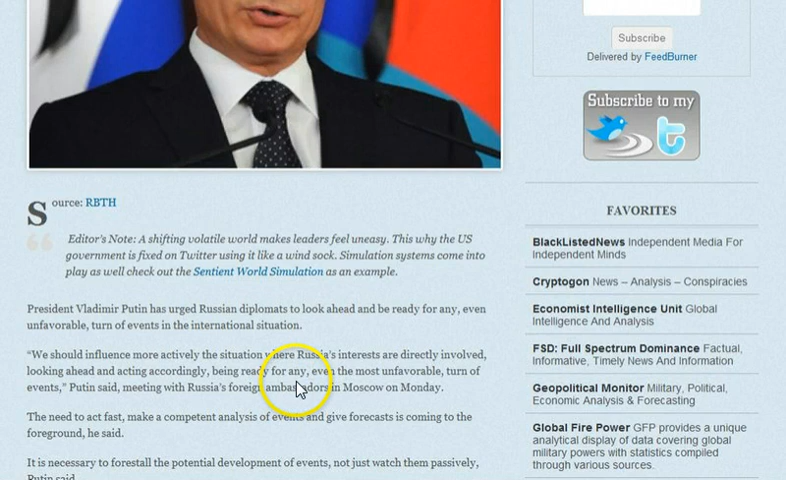 Subscribe
Delivered by FeedBurner
Subscribe to my
t
Source: RBTH
Editor's Note: A shifting volatile world makes leaders feel uneasy. This why the US
government is fixed on Twitter using it like a wind sock. Simulation systems come into
play as well check out the Sentient World Simulation as an example.
President Vladimir Putin has urged Russian diplomats to look ahead and be ready for any, even
unfavorable, turn of events in the international situation.
“We should influence more actively the situation where Russia's interests are directly involved,
looking ahead and acting accordingly, being ready for any, even the most unfavorable, turn of
events,” Putin said, meeting with Russia's foreign ambassadors in Moscow on Monday.
The need to act fast, make a competent analysis of events and give forecasts is coming to the
foreground, he said.
It is necessary to forestall the potential development of events, not just watch them passively,
Putin said
FAVORITES
BlackListedNews Independent Media For
Independent Minds
Cryptogon News – Analysis – Conspiracies
Economist Intelligence Unit Global
Intelligence And Analysis
FSD: Full Spectrum Dominance Factual,
Informative, Timely News And Information
Geopolitical Monitor Military, Political,
Economic Analysis & Forecasting
Global Fire Power GFP provides a unique
analytical display of data covering global
military powers with statistics compiled
through various sources.